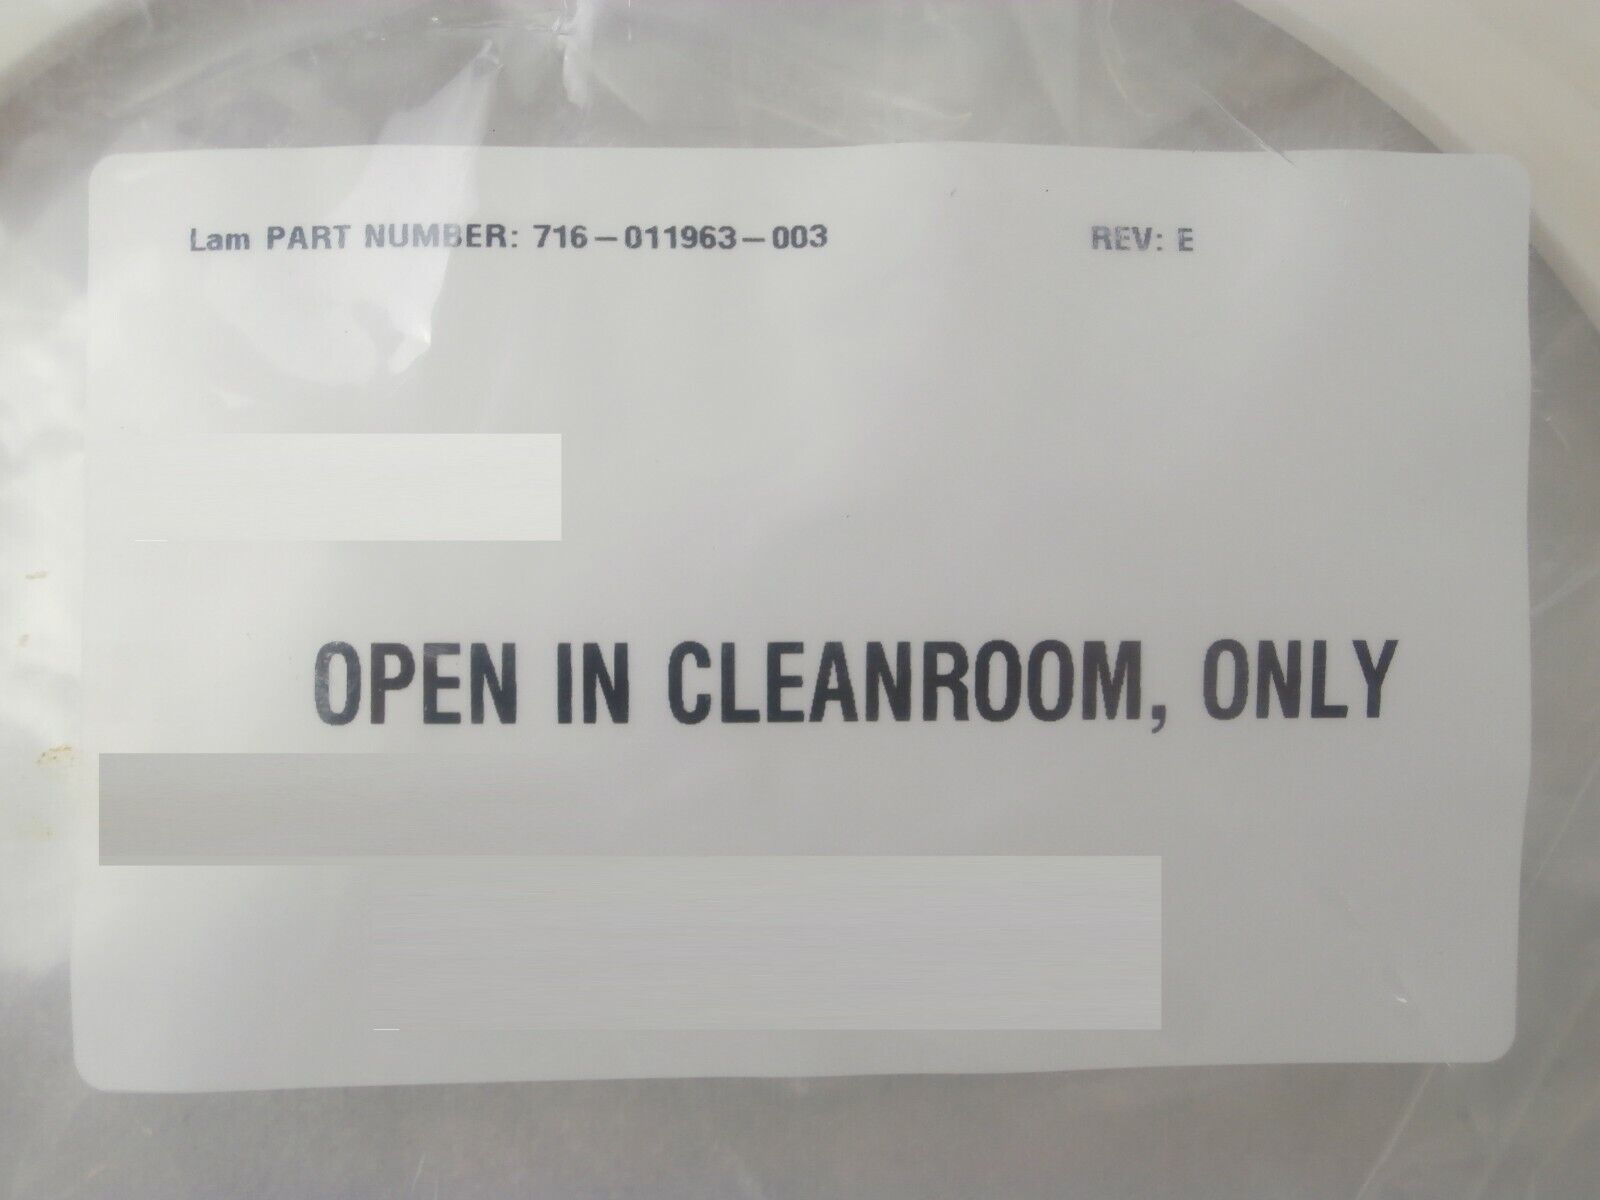 Lam PART NUMBER: 716-011963-003 REV: E
OPEN IN CLEANROOM, ONLY